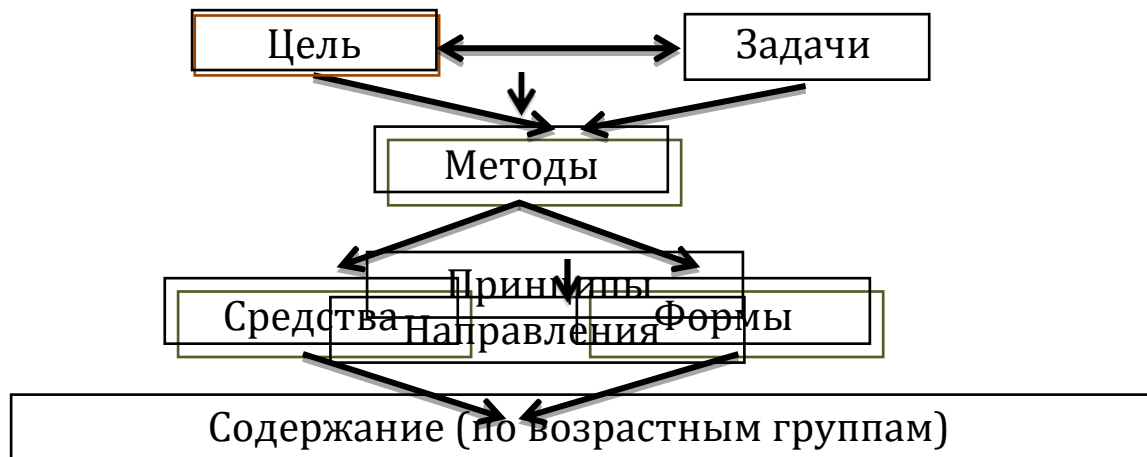 Цель
Задачи
Методы
Принципы
Средства
Направления
Формы
Содержание (по возрастным группам)